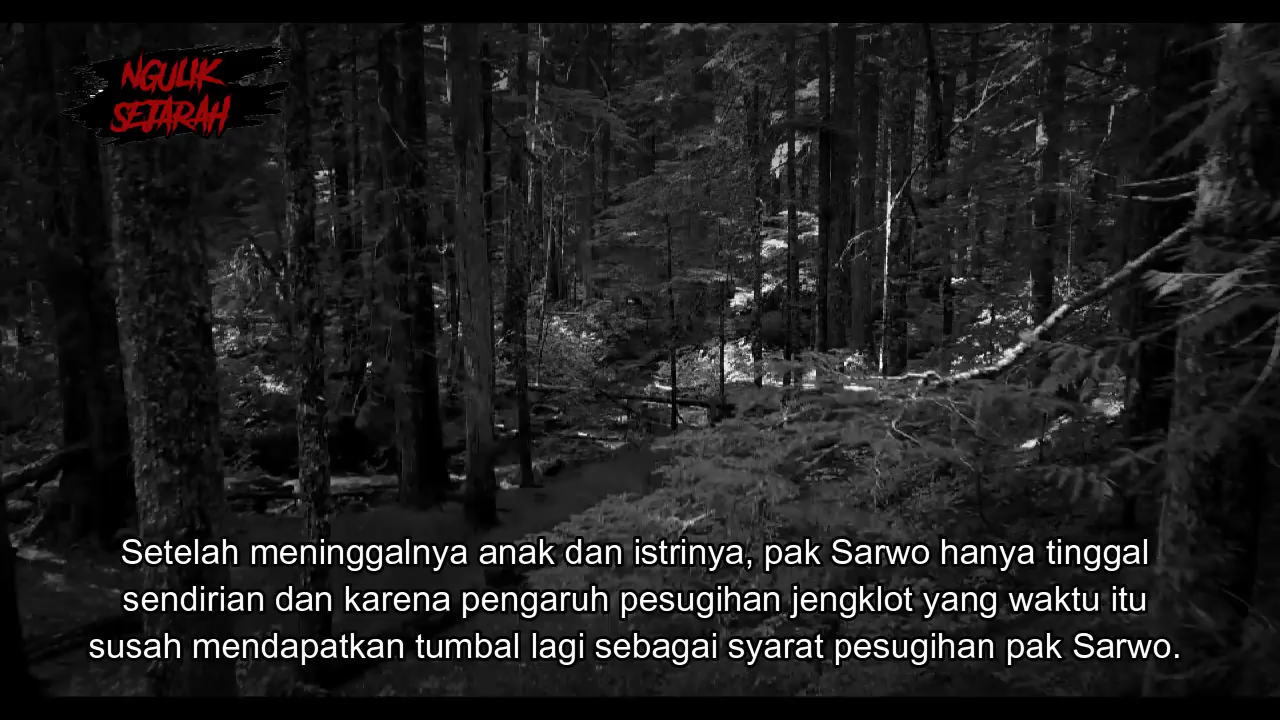 NGULIK
SEJARAH
Setelah meninggalnya anak dan istrinya, pak Sarwo hanya tinggal
sendirian dan karena pengaruh pesugihan jengklot yang waktu itu
susah mendapatkan tumbal lagi sebagai syarat pesugihan pak Sarwo.